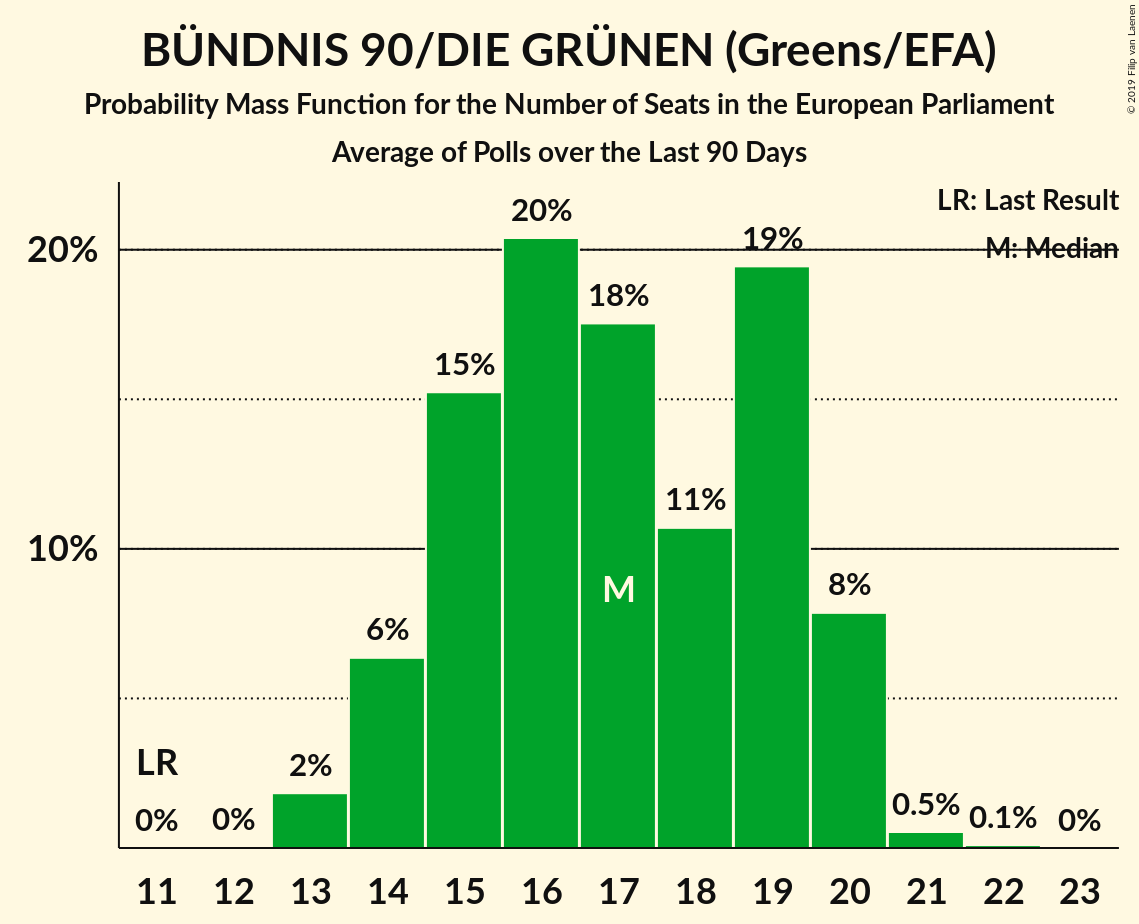 BÜNDNIS 90/DIE GRÜNEN (Greens/EFA)
Probability Mass Function for the Number of Seats in the European Parliament
Average of Polls over the Last 90 Days
© 2019 Filip van Laenen
LR: Last Result
M: Median
20%
10%
LR
0%
0%
2%
6%
15%
20%
18%
M
11%
19%
8%
0.5%
0.1%
0%
11 12 13 14 15 16 17 18 19 20 21 22 23